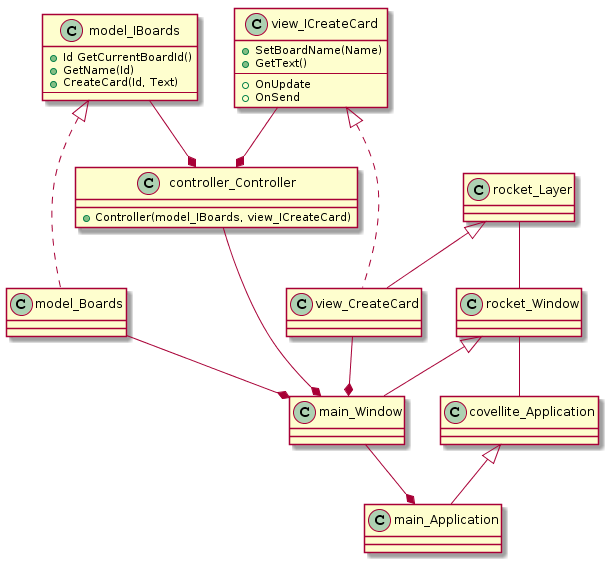 C model_IBoards
Id GetCurrentBoardId()
GetName(Id)
CreateCard(Id, Text)
C view_ICreateCard
SetBoardName(Name)
GetText()
OnUpdate
OnSend
C controller_Controller
Controller(model_IBoards, view_ICreateCard)
C rocket_Layer
C model_Boards
C view_CreateCard
C rocket_Window
C main_Window
C covellite_Application
C main_Application